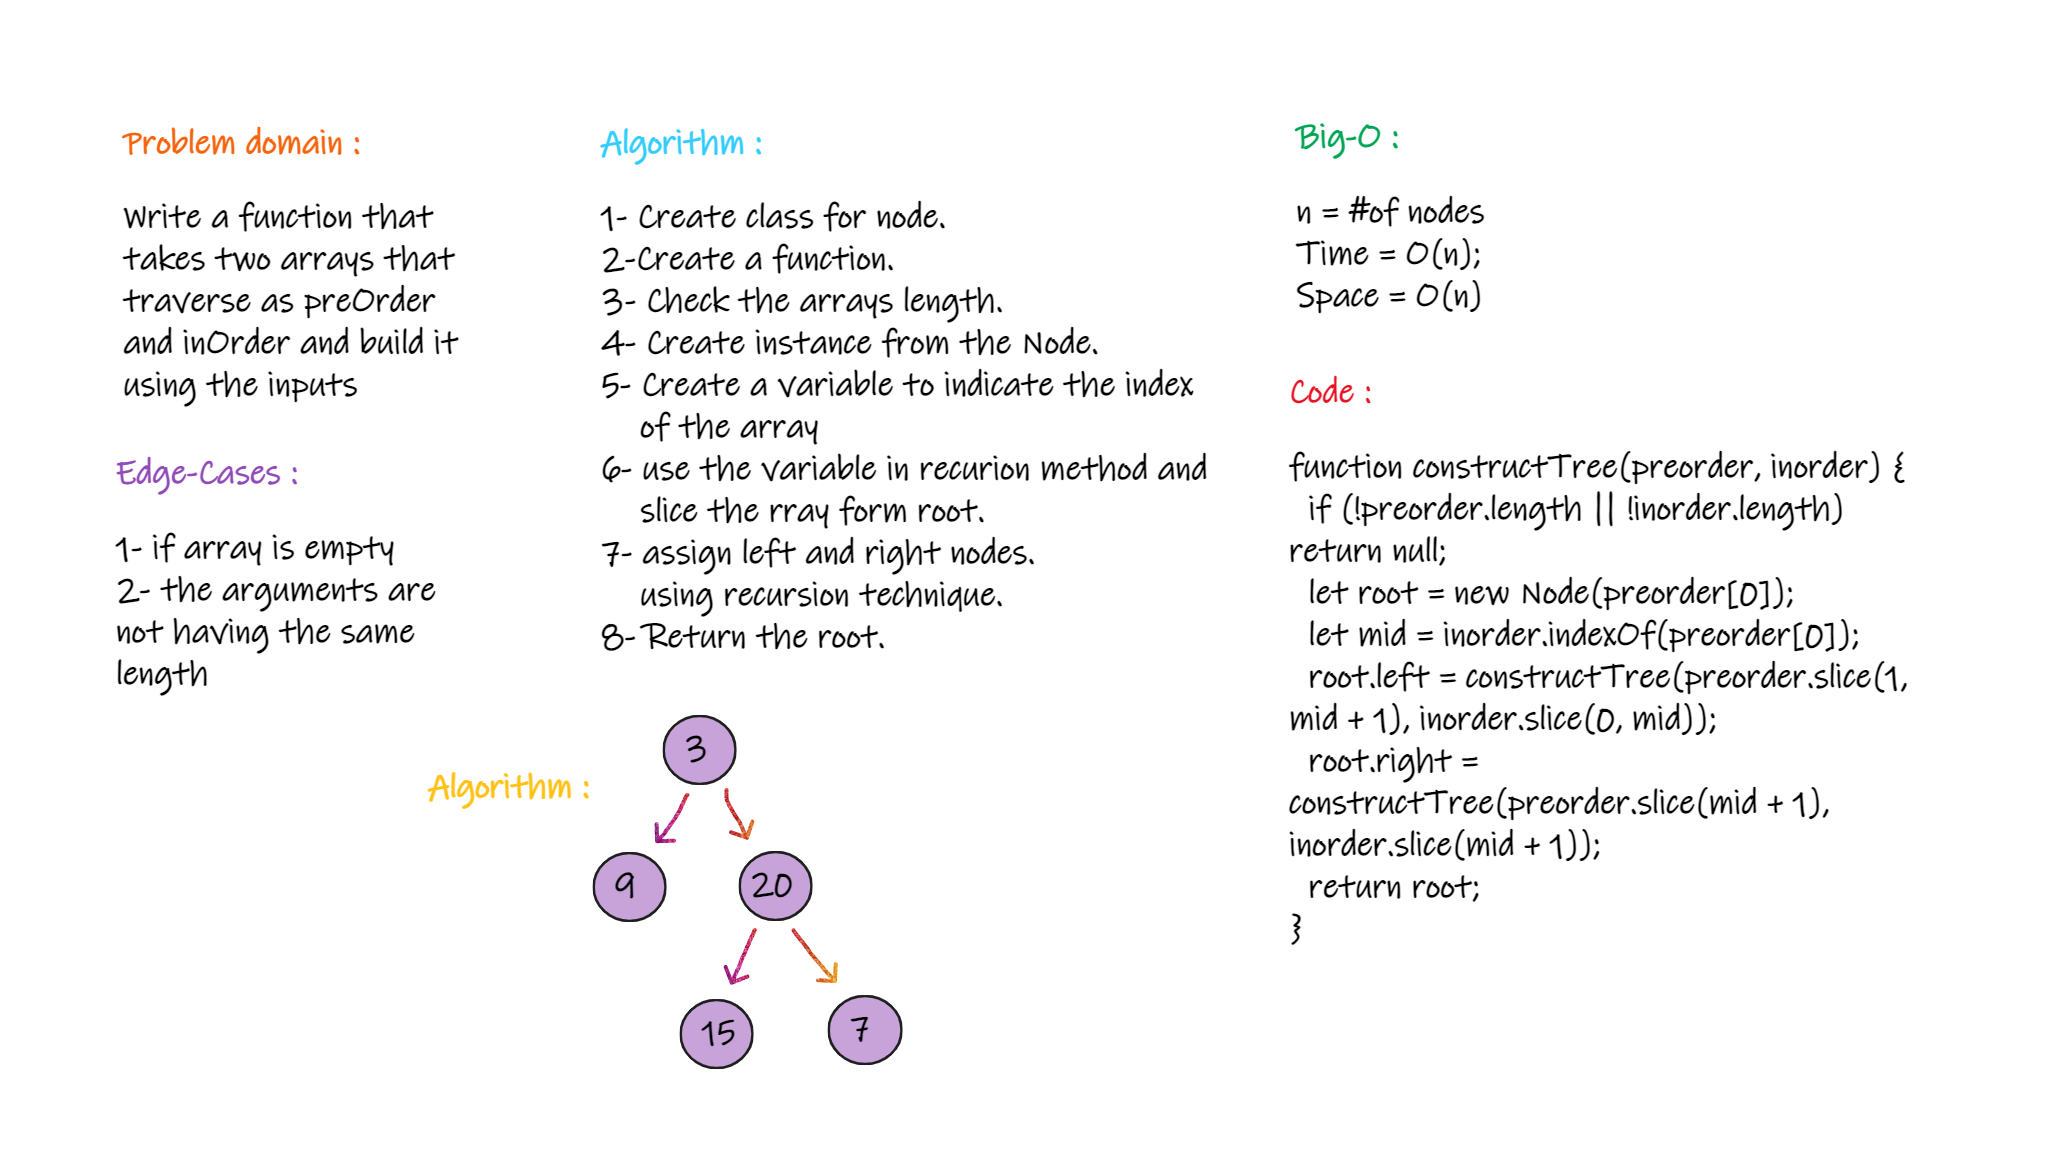 Problem domain :
Write a function that
takes two arrays that
traverse as preOrder
and inOrder and build it
using the inputs
Edge-Cases :
1- if array is empty
2- the arguments are
not having the same
length
Algorithm :
1- Create class for node.
2-Create a function.
3- Check the arrays length.
4- Create instance from the Node.
5- Create a variable to indicate the index
of the array
6- use the variable in recurion method and
slice the rray form root.
7- assign left and right nodes.
using recursion technique.
8- Return the root.
Algorithm :
3
9
20
15
7
Big-O :
n = #of nodes
Time = O(n);
Space = O(n)
Code :
function constructTree(preorder, inorder) {
if (!preorder.length || !inorder.length)
return null;
let root = new Node(preorder[0]);
let mid = inorder.indexOf(preorder[0]);
root.left = constructTree(preorder.slice(1,
mid + 1), inorder.slice(0, mid));
root.right =
constructTree(preorder.slice(mid + 1),
inorder.slice(mid + 1));
return root;
}